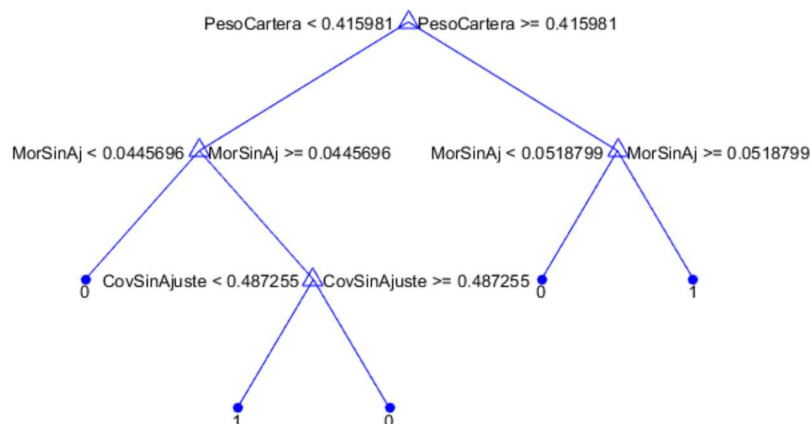 PesoCartera < 0.415981 PesoCartera >= 0.415981
MorSinAj < 0.0445696 MorSinAj >= 0.0445696 MorSinAj < 0.0518799 MorSinAj >= 0.0518799
0 CovSinAjuste < 0.487255 CovSinAjuste >= 0.487255 0 1
1 0